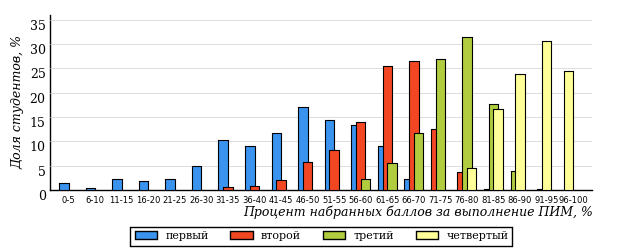 Доля студентов, %
35
30
25
20
15
10
5
0
0-5 6-10 11-15 16-20 21-25 26-30 31-35 36-40 41-45 46-50 51-55 56-60 61-65 66-70 71-75 76-80 81-85 86-90 91-95 96-100
Процент набранных баллов за выполнение ПИМ, %
первый второй третий четвертый